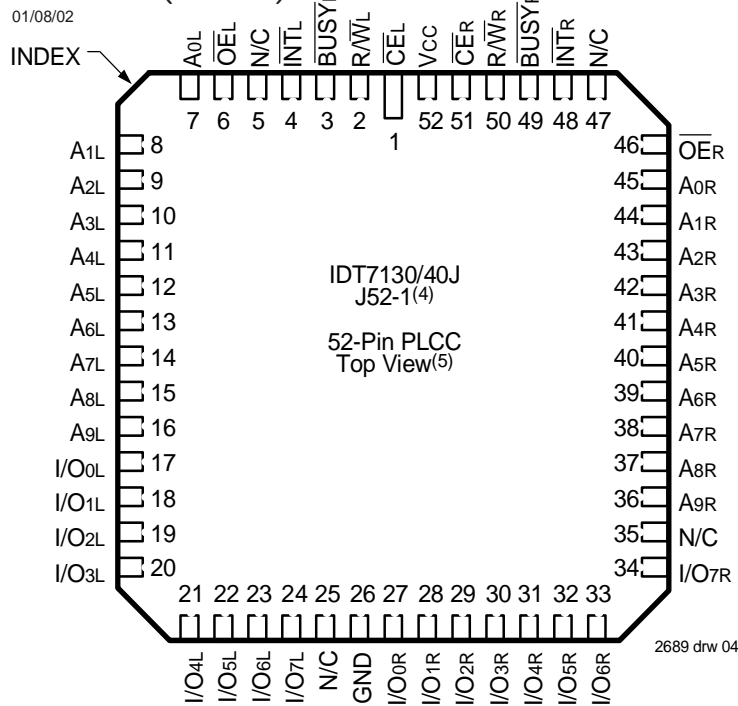 01/08/02
INDEX
A0L
OEL
N/C
INTL
BUSY
R/WL
CEL
VCC
CER
R/WR
BUSYR
INTR
N/C
7 6 5 4 3 2 1 52 51 50 49 48 47
A1L 8
A2L 9
A3L 10
A4L 11
A5L 12
A6L 13
A7L 14
A8L 15
A9L 16
I/O0L 17
I/O1L 18
I/O2L 19
I/O3L 20
IDT7130/40J
J52-1(4)
52-Pin PLCC
Top View(5)
46 OER
45 A0R
44 A1R
43 A2R
42 A3R
41 A4R
40 A5R
39 A6R
38 A7R
37 A8R
36 A9R
35 N/C
34 I/O7R
21 22 23 24 25 26 27 28 29 30 31 32 33
I/O4L
I/O5L
I/O6L
I/O7L
N/C
GND
I/O0R
I/O1R
I/O2R
I/O3R
I/O4R
I/O5R
I/O6R
2689 drw 04